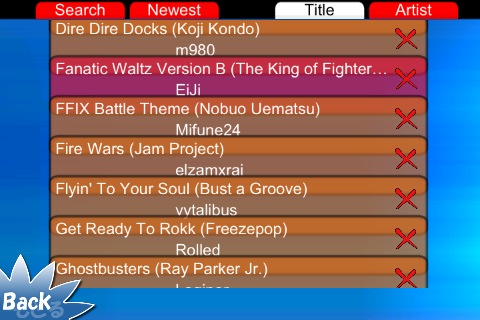 Search Newest Title Artist
Dire Dire Docks (Koji Kondo)
m980
Fanatic Waltz Version B (The King of Fighter...
EiJi
FFIX Battle Theme (Nobuo Uematsu)
Mifune24
Fire Wars (Jam Project)
elzamxrai
Flyin' To Your Soul (Bust a Groove)
vytalibus
Get Ready To Rokk (Freezepop)
Rolled
Ghostbusters (Ray Parker Jr.)
Back